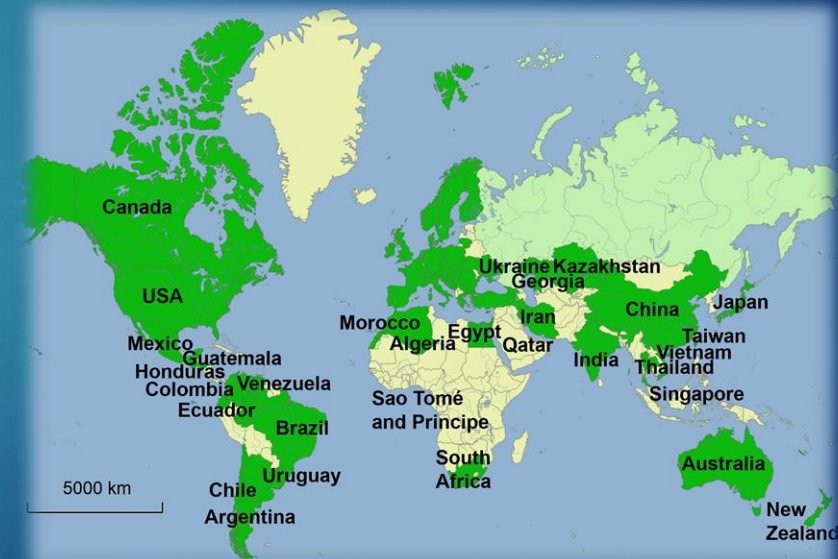 Canada
USA
Mexico
Guatemala
Honduras
Colombia
Venezuela
Ecuador
Brazil
Uruguay
Chile
Argentina
5000 km
Ukraine
Kazakhstan
Georgia
Morocco
Algeria
Egypt
Iran
Qatar
China
Japan
Taiwan
India
Vietnam
Thailand
Singapore
Sao Tomé
and Principe
South
Africa
Australia
New
Zealand